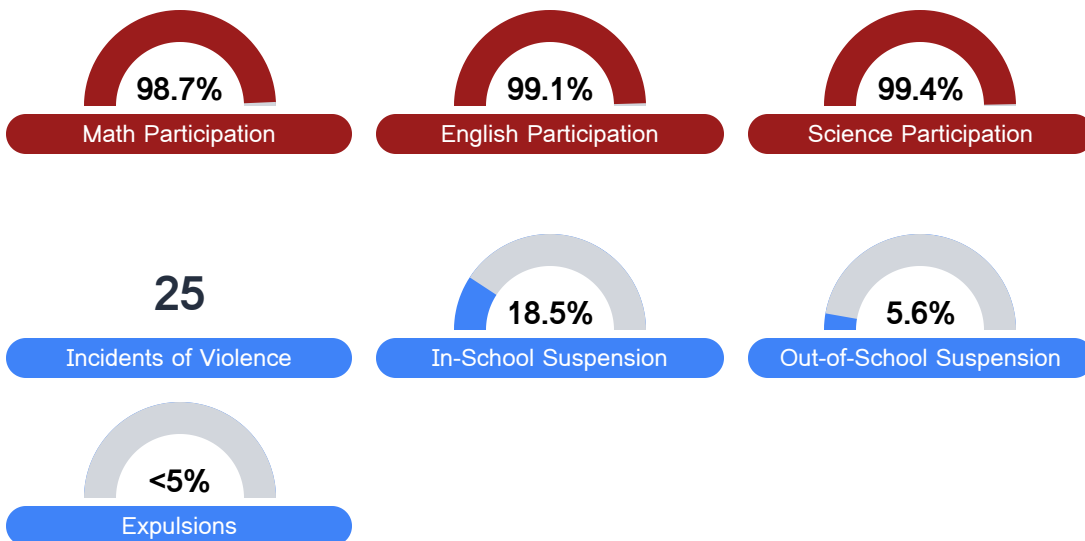 98.7%
Math Participation
99.1%
English Participation
99.4%
Science Participation
25
Incidents of Violence
18.5%
In-School Suspension
5.6%
Out-of-School Suspension
<5%
Expulsions